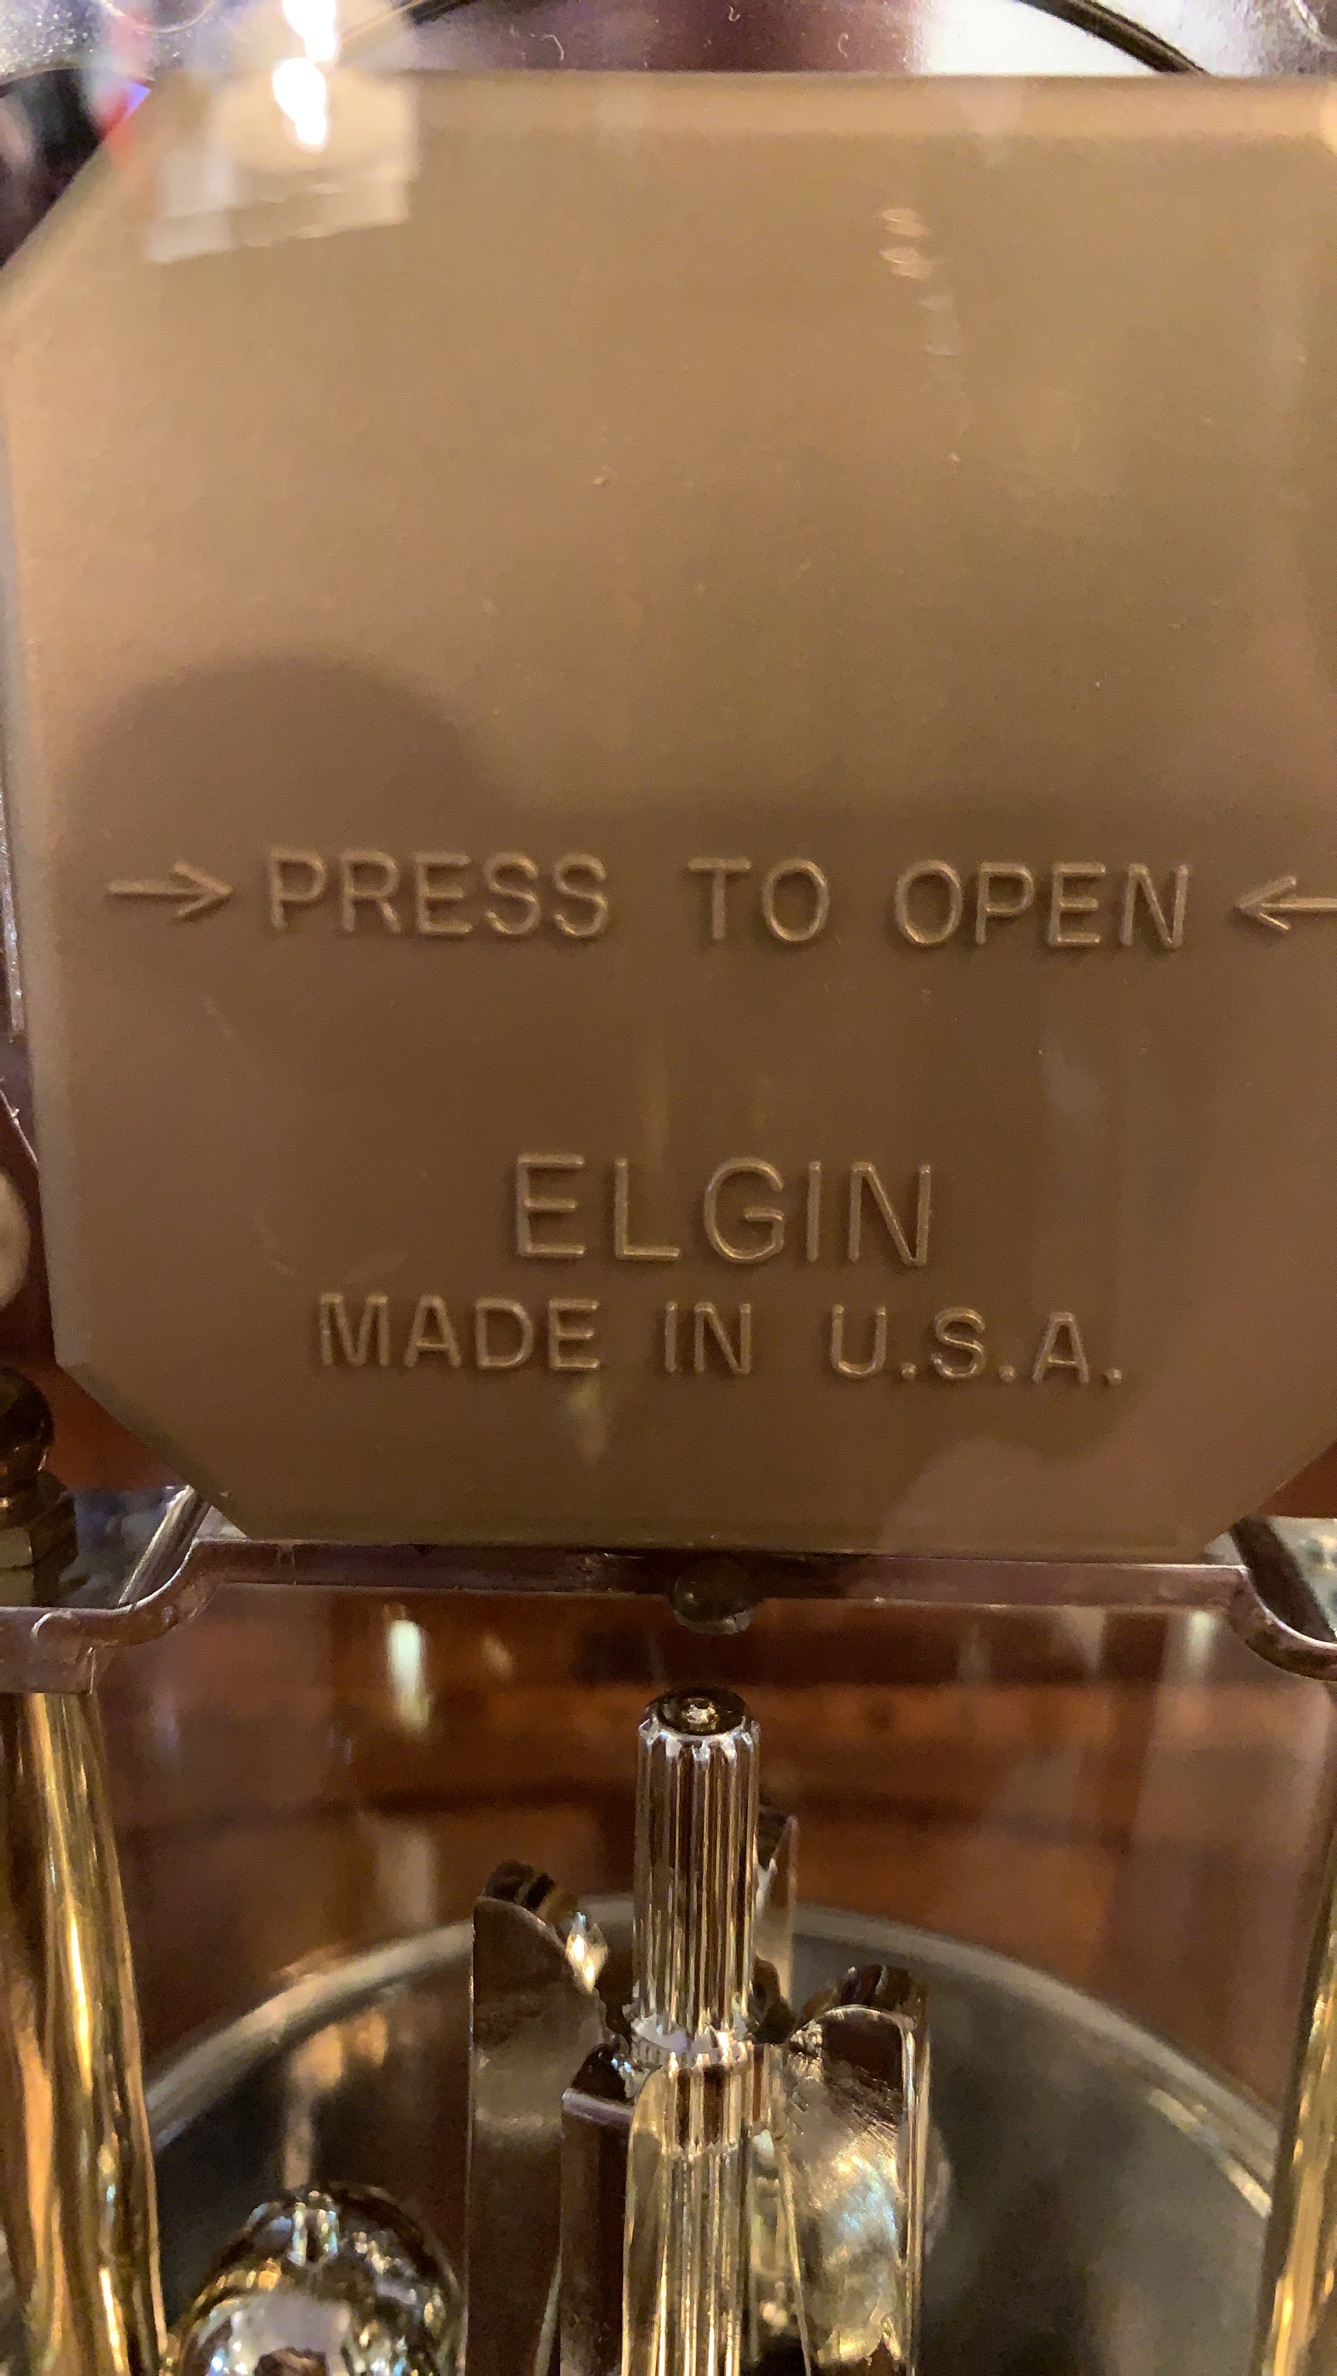 → PRESS TO OPEN ←
ELGIN
MADE IN U.S.A.